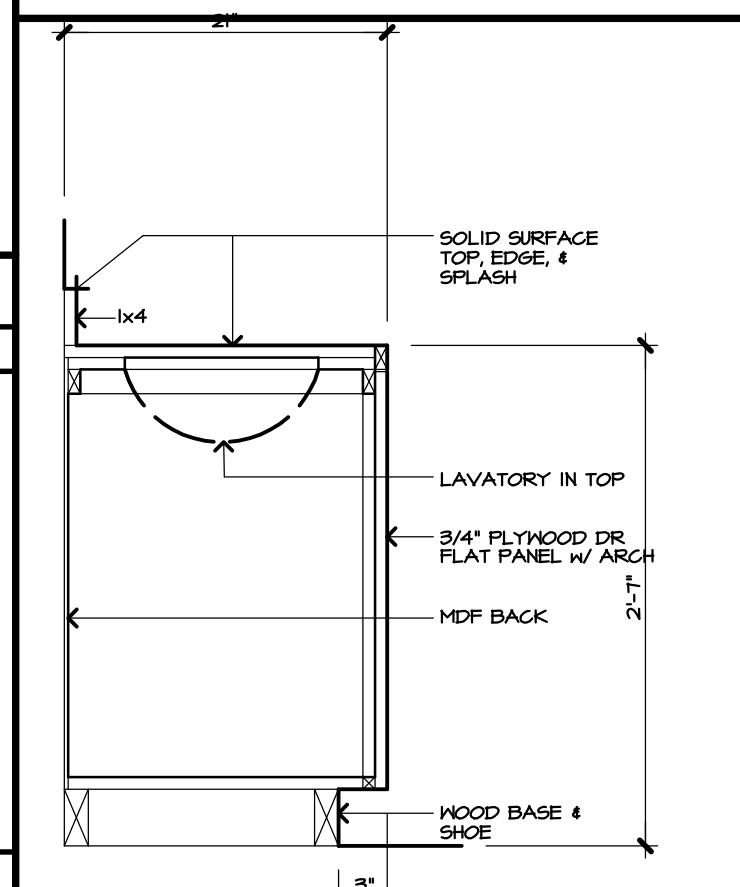 21"
SOLID SURFACE
TOP, EDGE, &
SPLASH
1x4
LAVATORY IN TOP
3/4" PLYWOOD DR
FLAT PANEL w/ ARCH
2'-7"
MDF BACK
WOOD BASE &
SHOE
3"